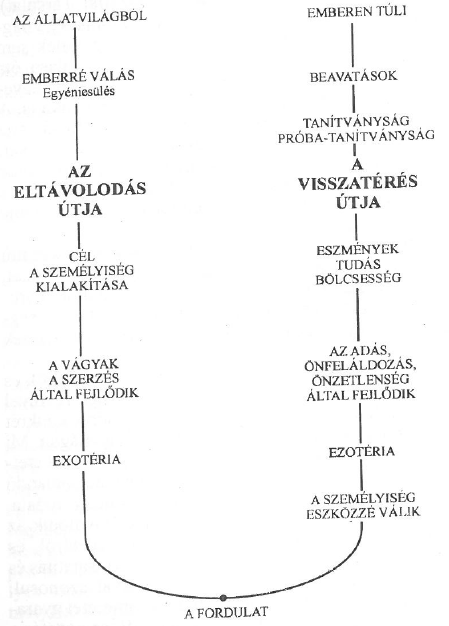 AZ ÁLLATVILÁGBÓL
EMBERRÉ VÁLÁS
Egyéniesülés
AZ
ELTÁVOLODÁS
ÚTJA
CÉL
A SZEMÉLYISÉG
KIALAKÍTÁSA
A VÁGYAK
A SZERZÉS
ÁLTAL FEJLŐDIK
EXOTÉRIA
EMBEREN TÚLI
BEAVATÁSOK
TANÍTVÁNYSÁG
PRÓBA-TANÍTVÁNYSÁG
A
VISSZATÉRÉS
ÚTJA
ESZMÉNYEK
TUDÁS
BÖLCSESSÉG
AZ ADÁS,
ÖNFELÁLDOZÁS,
ÖNZETLENSÉG
ÁLTAL FEJLŐDIK
EZOTÉRIA
A SZEMÉLYISÉG
ESZKÖZZÉ VÁLIK
A FORDULAT